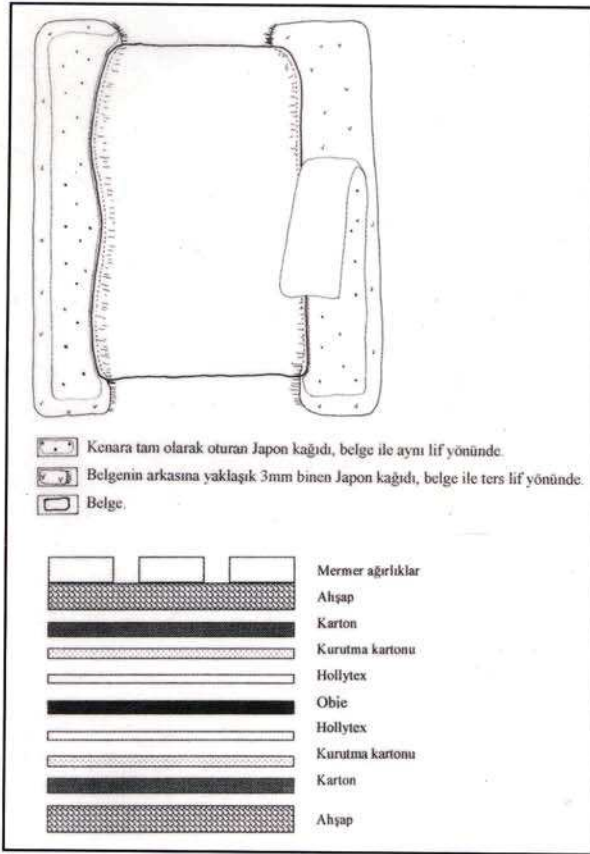 Kenara tam olarak oturan Japon kağıdı, belge ile aynı lif yönünde.
Belgenin arkasına yaklaşık 3mm binen Japon kağıdı, belge ile ters lif yönünde.
Belge.
Mermer ağırlıklar
Ahşap
Karton
Kurutma kartonu
Hollytex
Obie
Hollytex
Kurutma kartonu
Karton
Ahşap